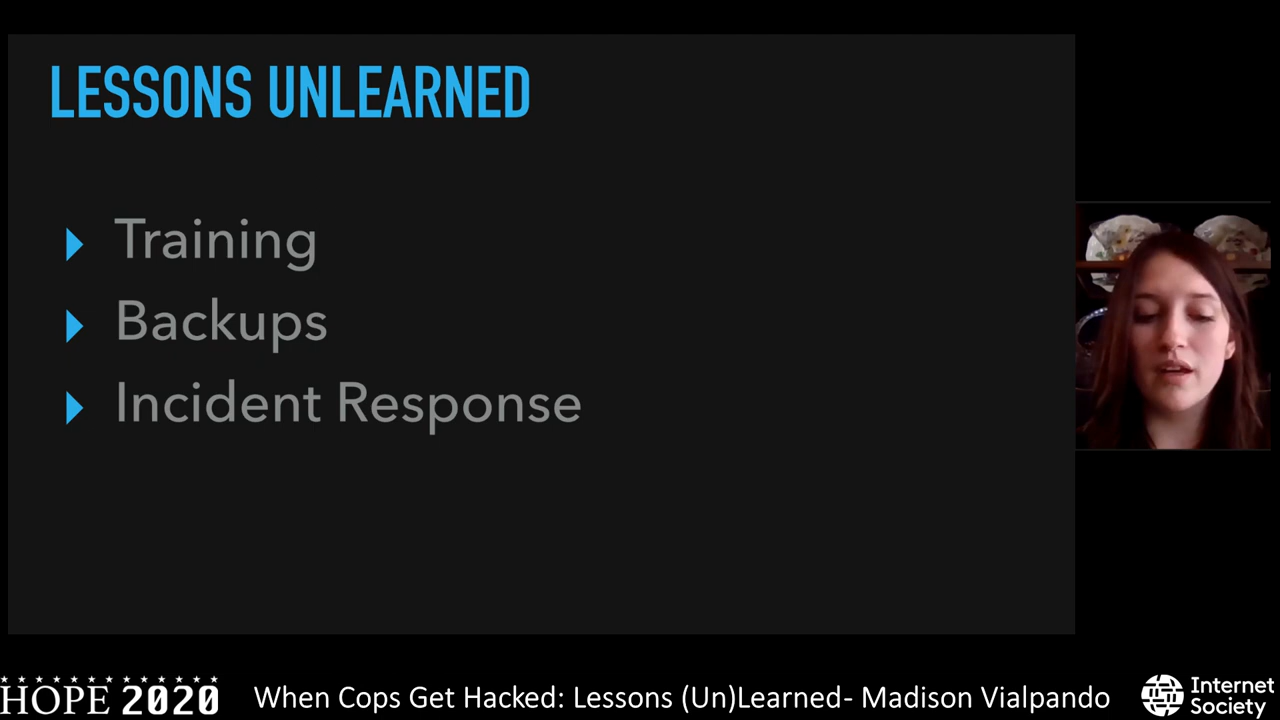 LESSONS UNLEARNED
Training
Backups
Incident Response
HOPE 2020
When Cops Get Hacked: Lessons (Un)Learned- Madison Vialpando
Internet
Society